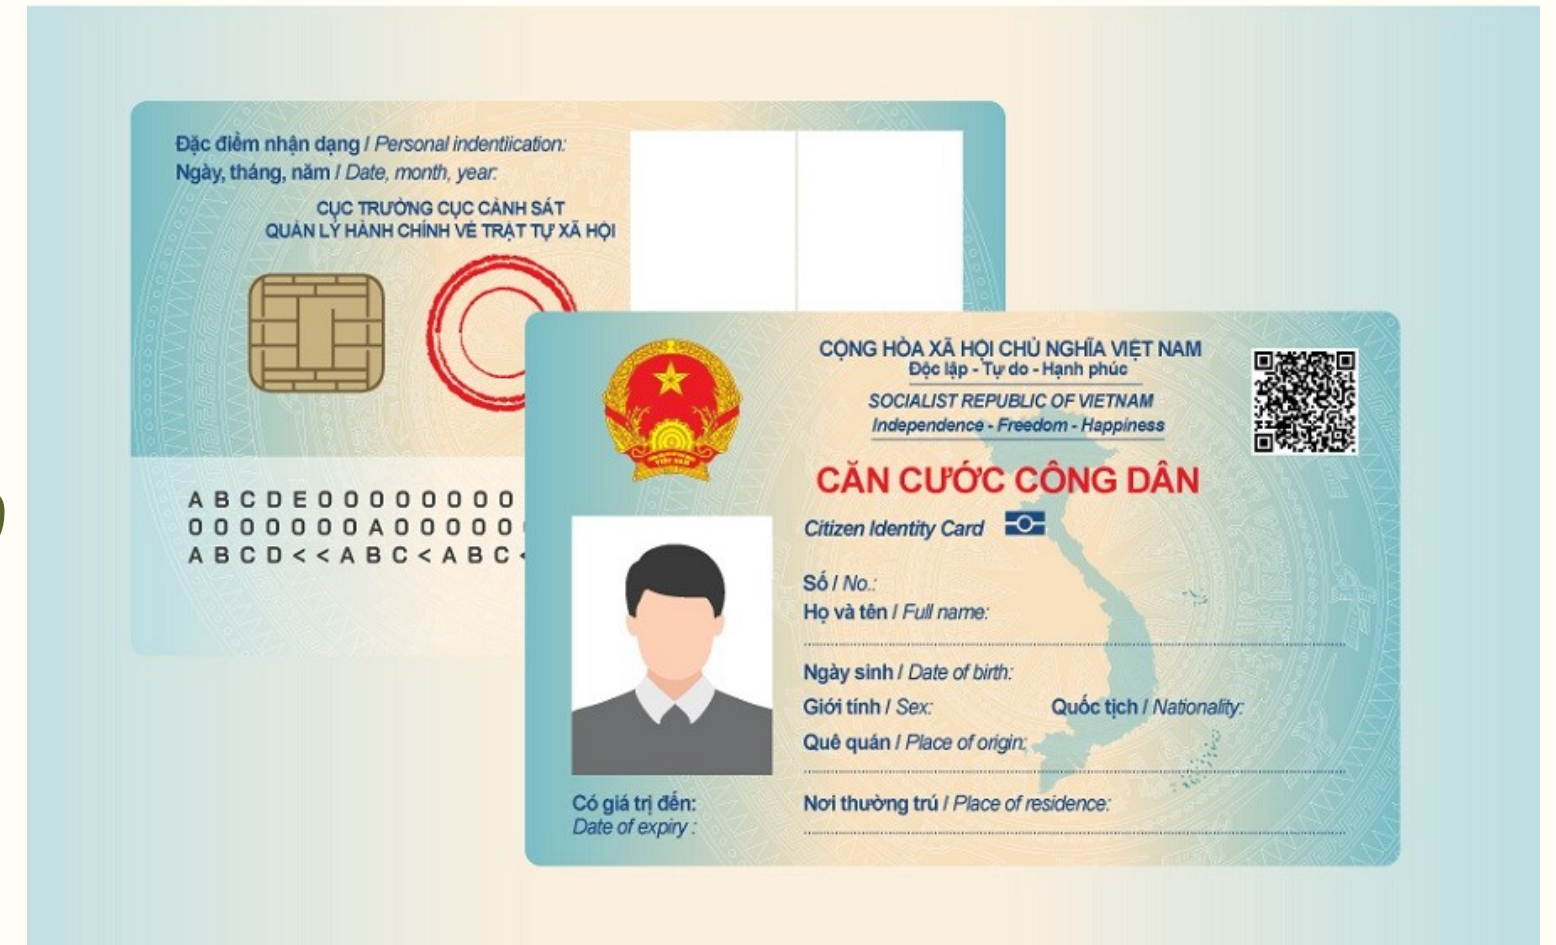 Đặc điểm nhận dạng / Personal indentiication:
Ngày, tháng, năm / Date, month, year:
CỤC TRƯỞNG CỤC CẢNH SÁT
QUẢN LÝ HÀNH CHÍNH VỀ TRẬT TỰ XÃ HỘI
ABCDE00000000
0000000A00000
ABCD<<ABC<ABC<
CỘNG HÒA XÃ HỘI CHỦ NGHĨA VIỆT NAM
Độc lập - Tự do - Hạnh phúc
SOCIALIST REPUBLIC OF VIETNAM
Independence - Freedom - Happiness
VIỆT NAM
CĂN CƯỚC CÔNG DÂN
Citizen Identity Card
Số / No.:
Họ và tên / Full name:
Ngày sinh / Date of birth:
Giới tính / Sex: Quốc tịch / Nationality:
Quê quán / Place of origin:
Có giá trị đến: Nơi thường trú / Place of residence:
Date of expiry :